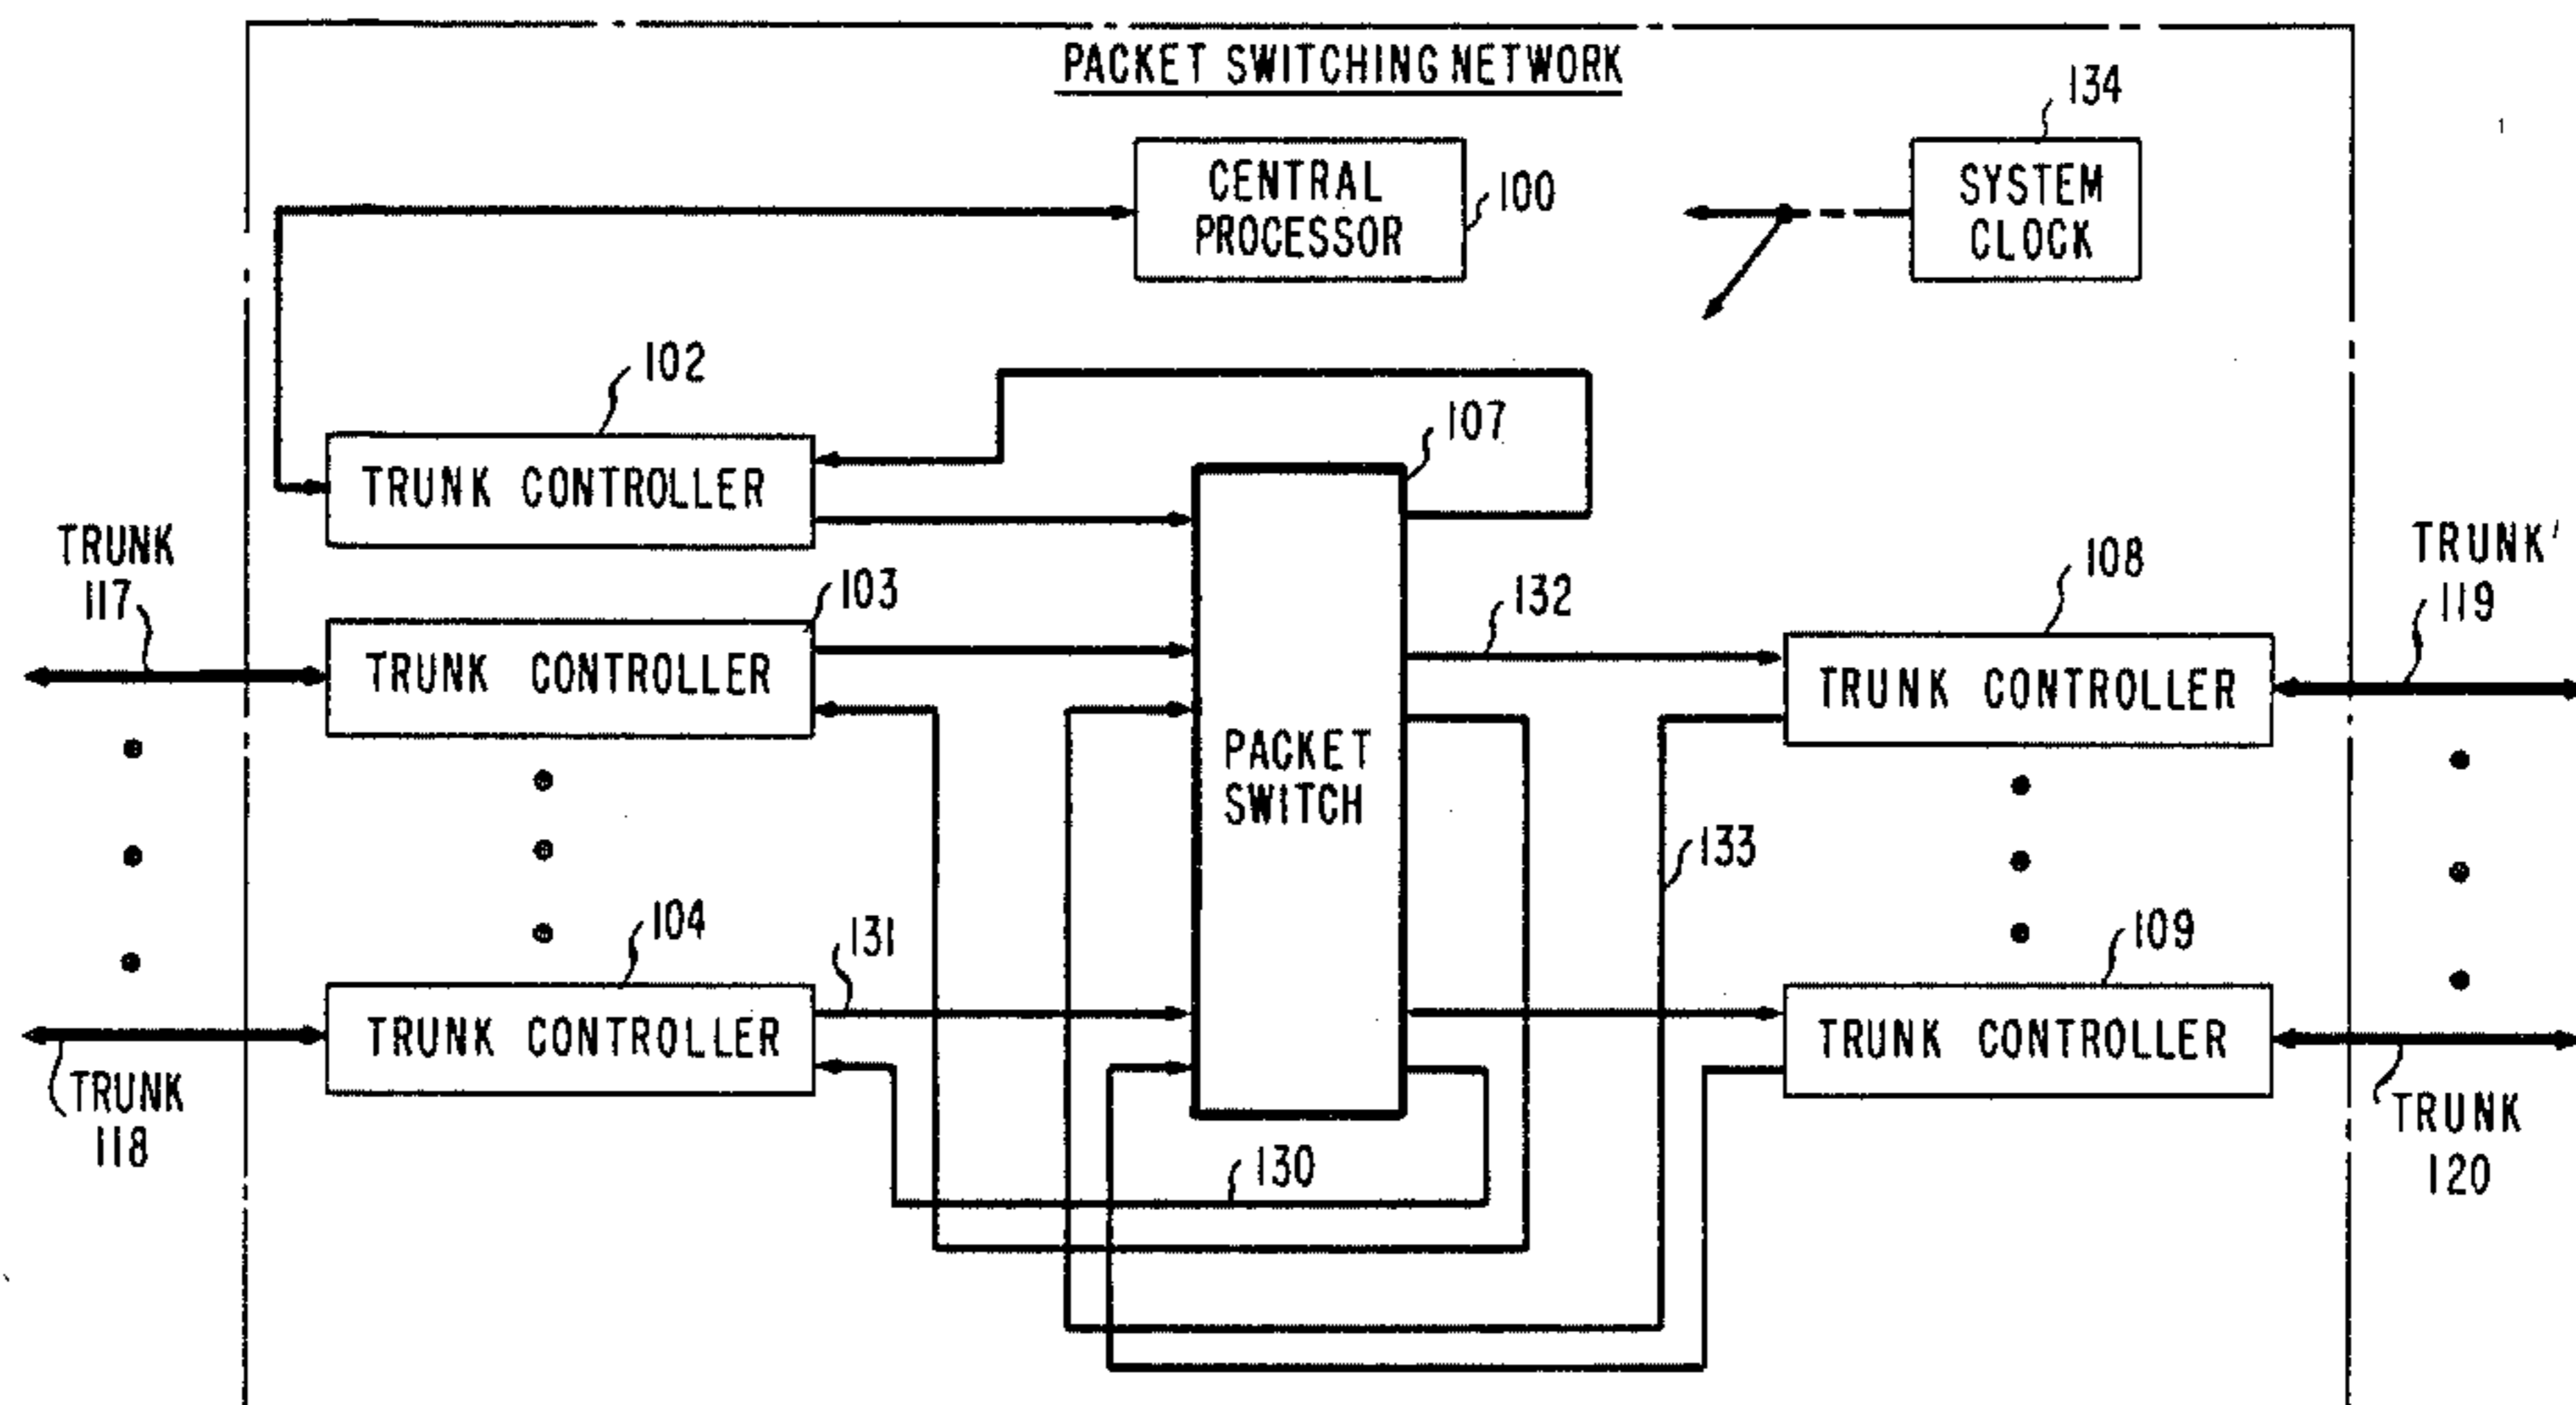 PACKET SWITCHING NETWORK
134
CENTRAL
PROCESSOR
100
SYSTEM
CLOCK
102
107
TRUNK CONTROLLER
TRUNK
117
103
132
108
TRUNK
119
TRUNK CONTROLLER
TRUNK CONTROLLER
PACKET
SWITCH
133
104
131
109
TRUNK CONTROLLER
TRUNK CONTROLLER
TRUNK
118
130
TRUNK
120